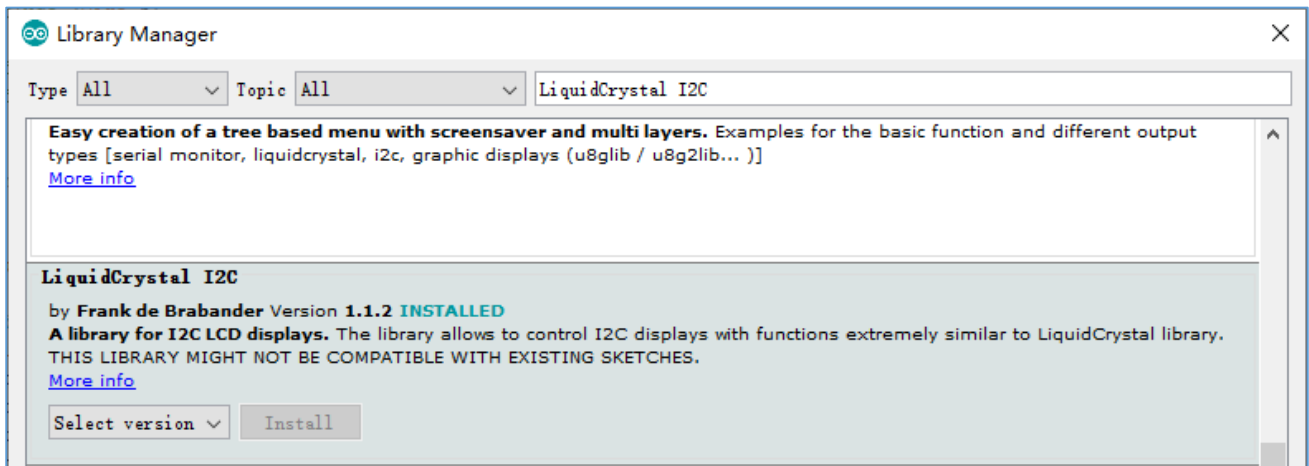 Library Manager
Type All Topic All LiquidCrystal I2C
Easy creation of a tree based menu with screensaver and multi layers. Examples for the basic function and different output
types [serial monitor, liquidcrystal, i2c, graphic displays (u8glib / u8g2lib... )]
More info
LiquidCrystal I2C
by Frank de Brabander Version 1.1.2 INSTALLED
A library for I2C LCD displays. The library allows to control I2C displays with functions extremely similar to LiquidCrystal library.
THIS LIBRARY MIGHT NOT BE COMPATIBLE WITH EXISTING SKETCHES.
More info
Select version Install